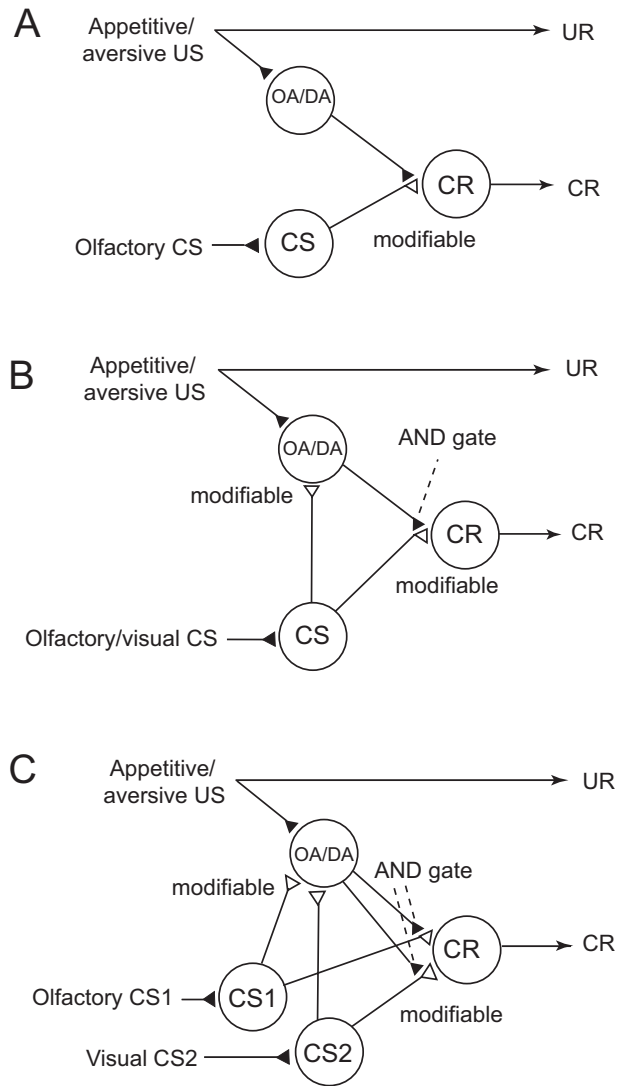 A
Appetitive/
aversive US
UR
OA/DA
CR
CR
CS
Olfactory CS
modifiable
B
Appetitive/
aversive US
UR
OA/DA
AND gate
modifiable
CR
CR
modifiable
Olfactory/visual CS
CS
C
Appetitive/
aversive US
UR
OA/DA
AND gate
modifiable
CR
CR
Olfactory CS1
CS1
modifiable
Visual CS2
CS2